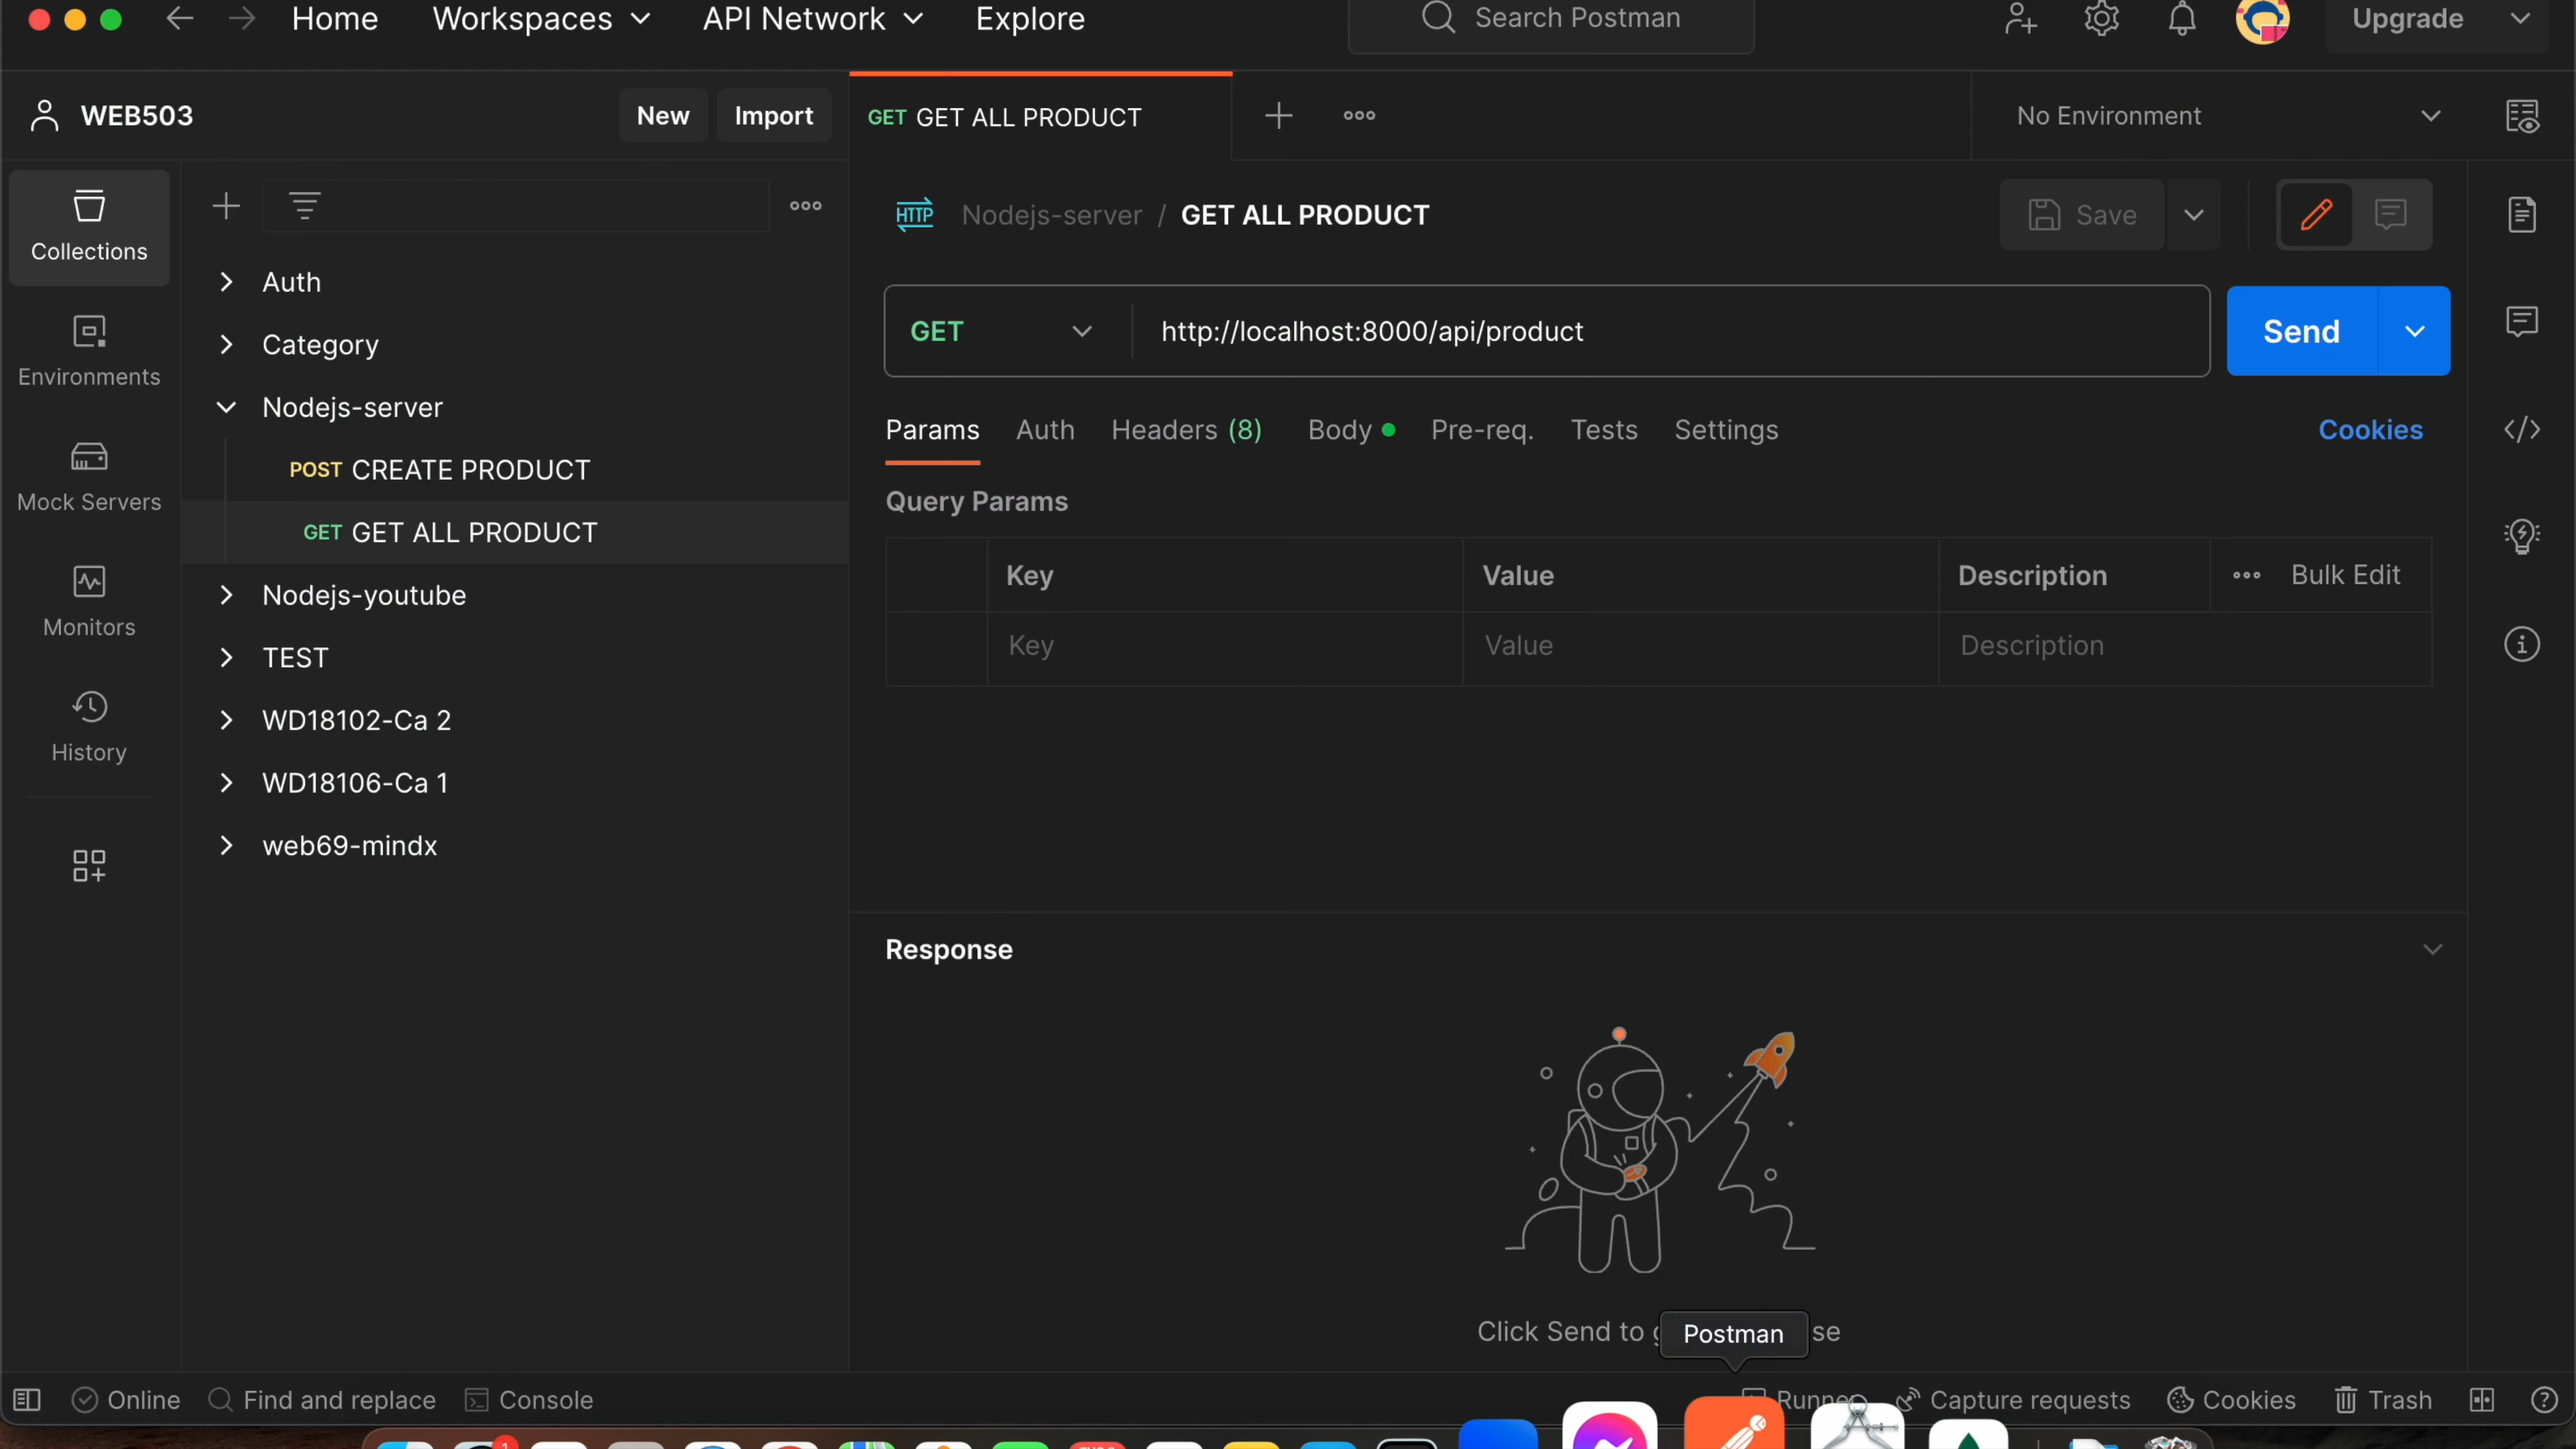 Home Workspaces API Network Explore Search Postman Upgrade
WEB503 New Import GET GET ALL PRODUCT No Environment
Collections
Environments
Mock Servers
Monitors
History
Auth
Category
Nodejs-server
POST CREATE PRODUCT
GET GET ALL PRODUCT
Nodejs-youtube
TEST
WD18102-Ca 2
WD18106-Ca 1
web69-mindx
HTTP Nodejs-server / GET ALL PRODUCT Save
GET http://localhost:8000/api/product Send
Params Auth Headers (8) Body Pre-req. Tests Settings Cookies
Query Params
Key Value Description Bulk Edit
Key Value Description
Response
Click Send to
Postman
Online Find and replace Console Capture requests Cookies Trash
1